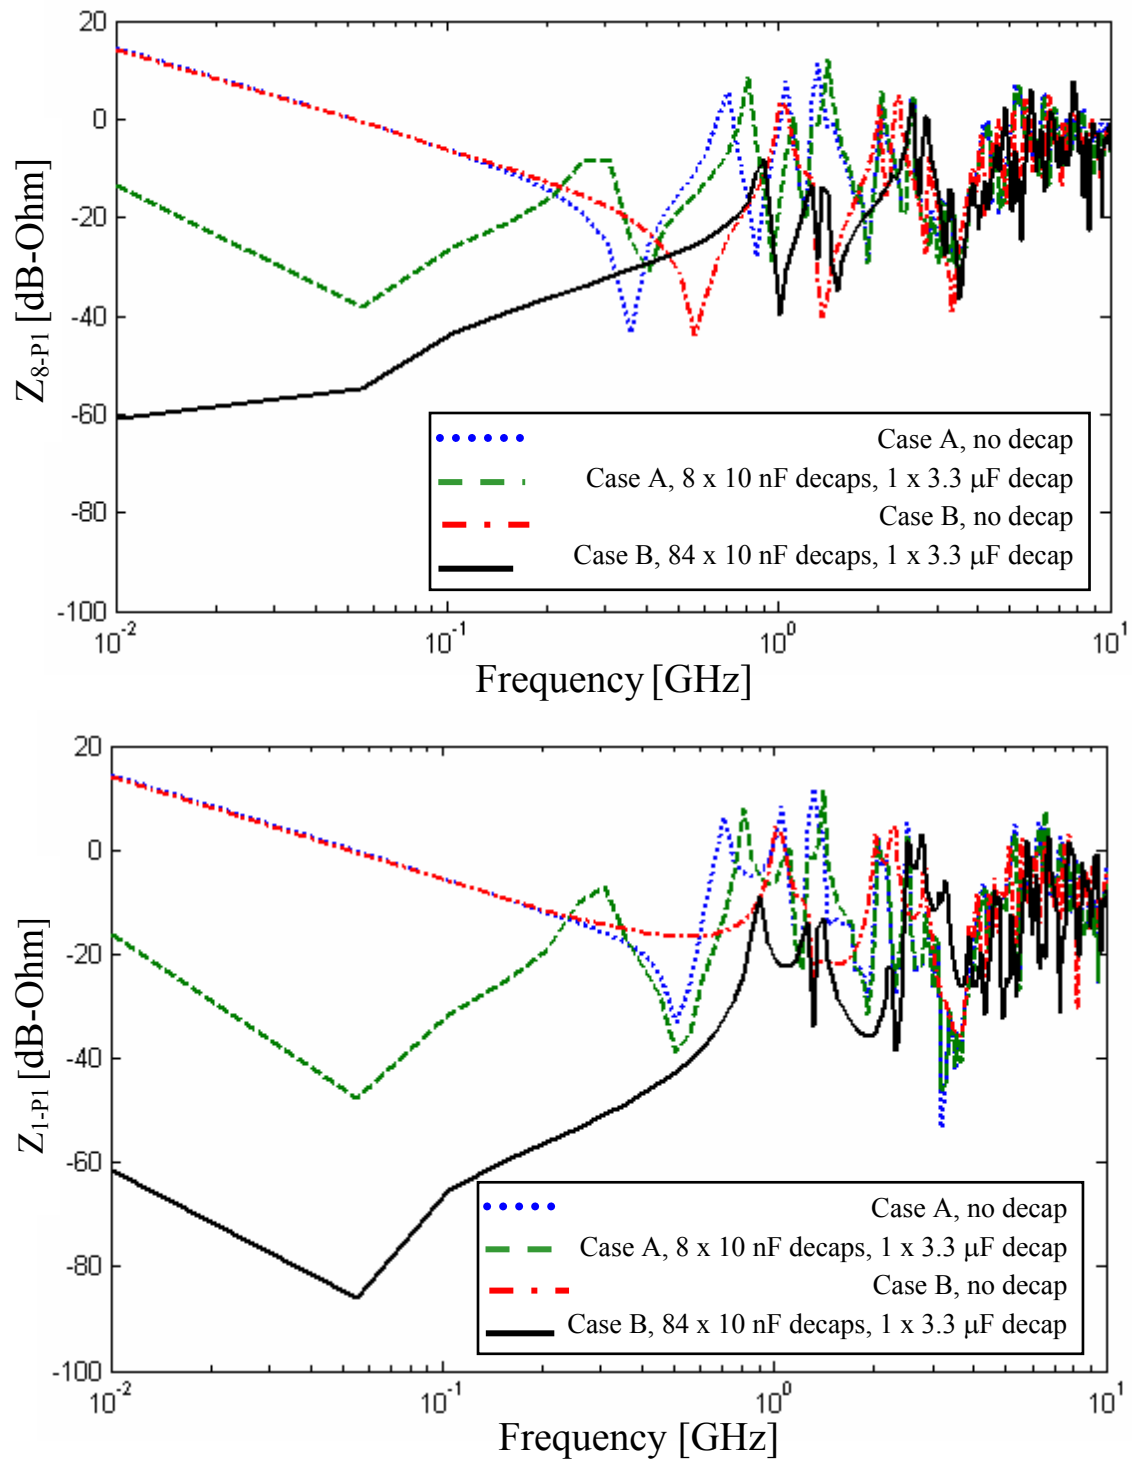 20
0
-20
-40
-60
-80
-100
Z8-P1 [dB-Ohm]
Case A, no decap
Case A, 8 x 10 nF decaps, 1 x 3.3 μF decap
Case B, no decap
Case B, 84 x 10 nF decaps, 1 x 3.3 μF decap
10-2
10-1
100
101
Frequency [GHz]
20
0
-20
-40
-60
-80
-100
Z1-P1 [dB-Ohm]
Case A, no decap
Case A, 8 x 10 nF decaps, 1 x 3.3 μF decap
Case B, no decap
Case B, 84 x 10 nF decaps, 1 x 3.3 μF decap
10-2
10-1
100
101
Frequency [GHz]